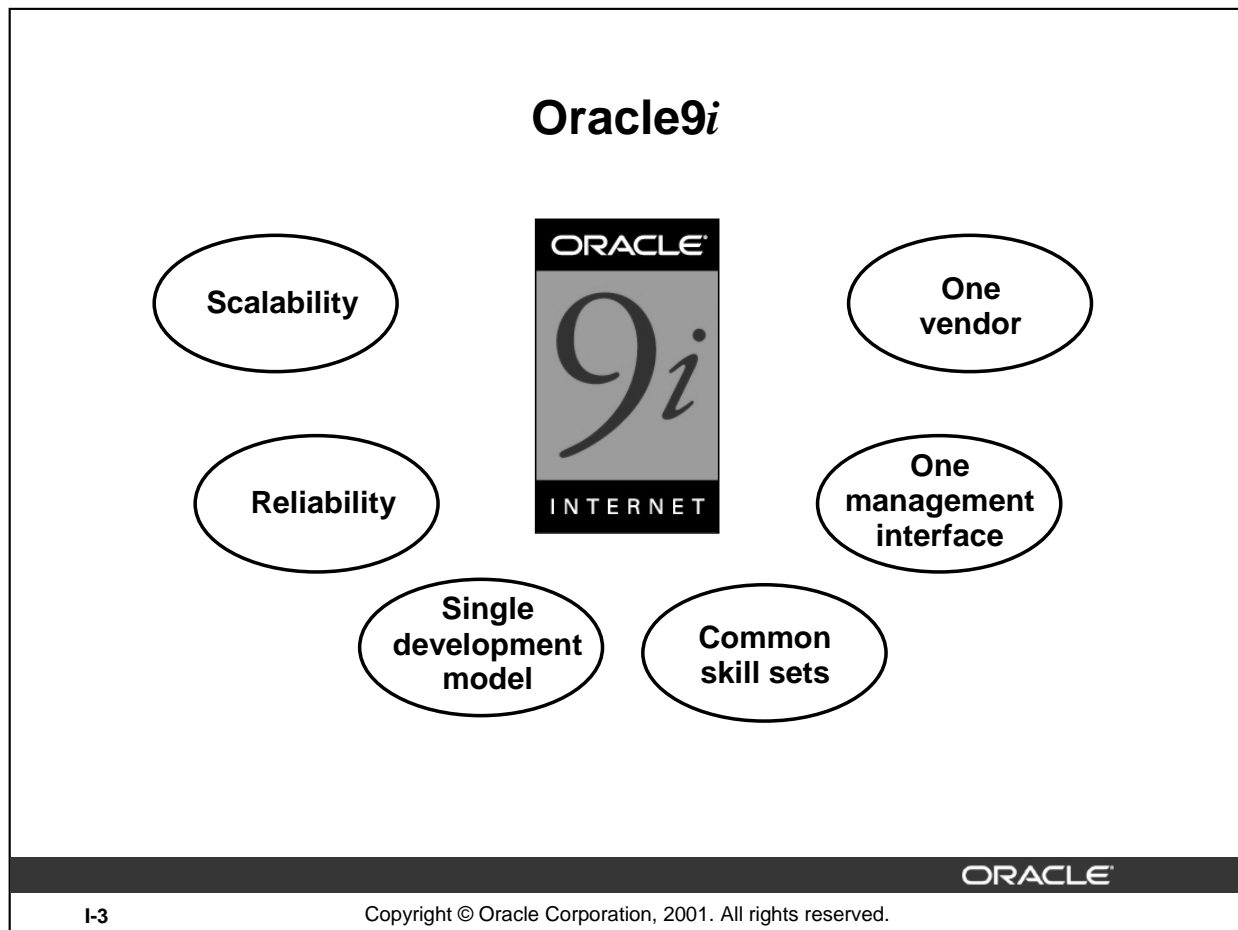 Oracle9i
ORACLE®
9i
INTERNET
Scalability
One
vendor
Reliability
One
management
interface
Single
development
model
Common
skill sets
ORACLE®
I-3
Copyright © Oracle Corporation, 2001. All rights reserved.